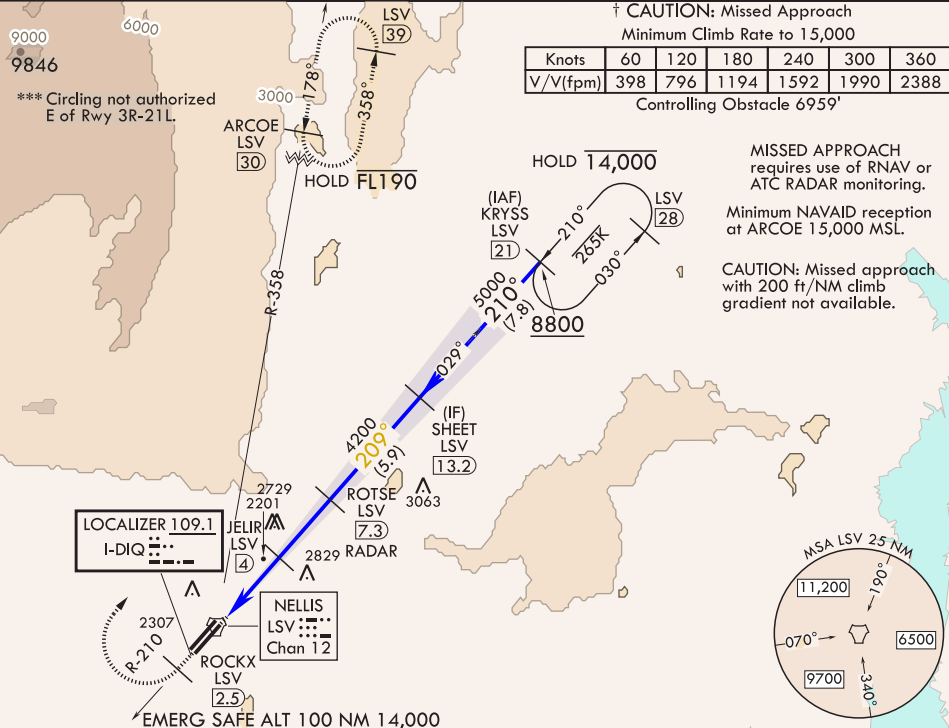 † CAUTION: Missed Approach
Minimum Climb Rate to 15,000
Knots 60 120 180 240 300 360
V/V(fpm) 398 796 1194 1592 1990 2388
Controlling Obstacle 6959'
9000
6000
9846
*** Circling not authorized
E of Rwy 3R-21L.
3000
LSV
39
178°
358°
ARCOE
LSV
30
HOLD FL190
HOLD 14,000
MISSED APPROACH
requires use of RNAV or
ATC RADAR monitoring.
Minimum NAVAID reception
at ARCOE 15,000 MSL.
CAUTION: Missed approach
with 200 ft/NM climb
gradient not available.
(IAF)
KRYSS
LSV
21
LSV
28
210°
265K
030°
R-358
5000
210°
(7.8)
8800
029°
(IF)
SHEET
LSV
13.2
4200
209°
(5.9)
3063
ROTSE
LSV
7.3
RADAR
2729
2201
JELIR
LSV
4
2829
LOCALIZER 109.1
I-DIQ
NELLIS
LSV
Chan 12
2307
R-210
ROCKX
LSV
2.5
EMERG SAFE ALT 100 NM 14,000
MSA LSV 25 NM
11,200
190°
070°
6500
9700
340°